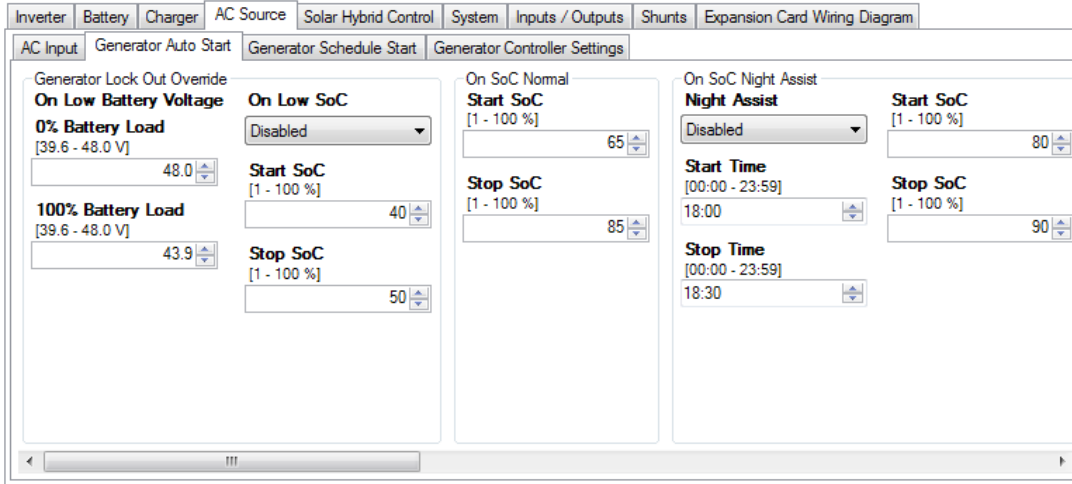 Inverter Battery Charger AC Source Solar Hybrid Control System Inputs / Outputs Shunts Expansion Card Wiring Diagram
AC Input Generator Auto Start Generator Schedule Start Generator Controller Settings
Generator Lock Out Override
On Low Battery Voltage
0% Battery Load
[39.6 - 48.0 V]
48.0
100% Battery Load
[39.6 - 48.0 V]
43.9
On Low SoC
Disabled
Start SoC
[1 - 100 %]
40
Stop SoC
[1 - 100 %]
50
On SoC Normal
Start SoC
[1 - 100 %]
65
Stop SoC
[1 - 100 %]
85
On SoC Night Assist
Night Assist
Disabled
Start Time
[00:00 - 23:59]
18:00
Stop Time
[00:00 - 23:59]
18:30
Start SoC
[1 - 100 %]
80
Stop SoC
[1 - 100 %]
90